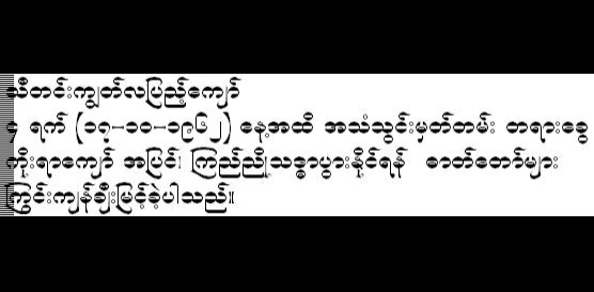 သီတင်းကျွတ်လပြည့်ကျော်
၄ ရက် (၁၇-၁၀-၁၉၆၂) နေ့အထိ အသံသွင်းမှတ်တမ်း တရားခွေ
ကိုးရာကျော် အပြင်၊ ကြည်ညိုသဒ္ဓာပွားနိုင်ရန် ဓာတ်တော်များ
ကြွင်းကျန်ချီးမြှင့်ခဲ့ပါသည်။